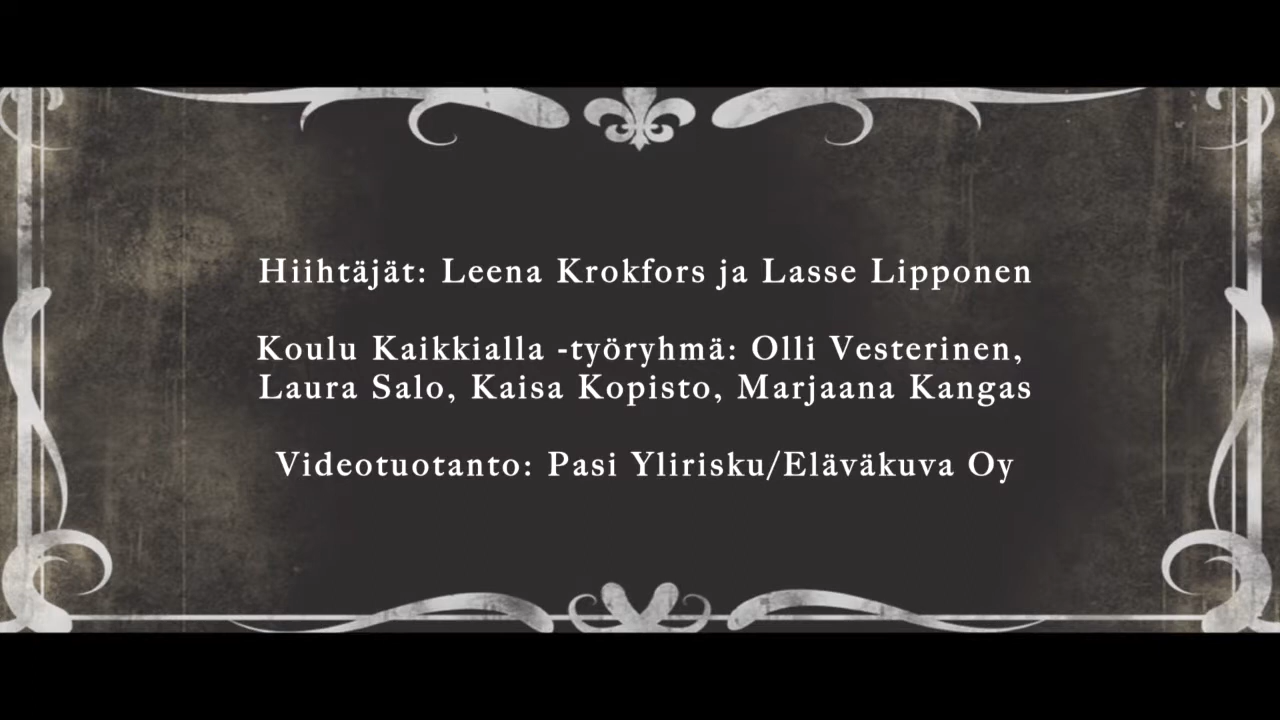 Hiihtäjät: Leena Krokfors ja Lasse Lipponen
Koulu Kaikkialla -työryhmä: Olli Vesterinen,
Laura Salo, Kaisa Kopisto, Marjaana Kangas
Videotuotanto: Pasi Ylirisku/Eläväkuva Oy